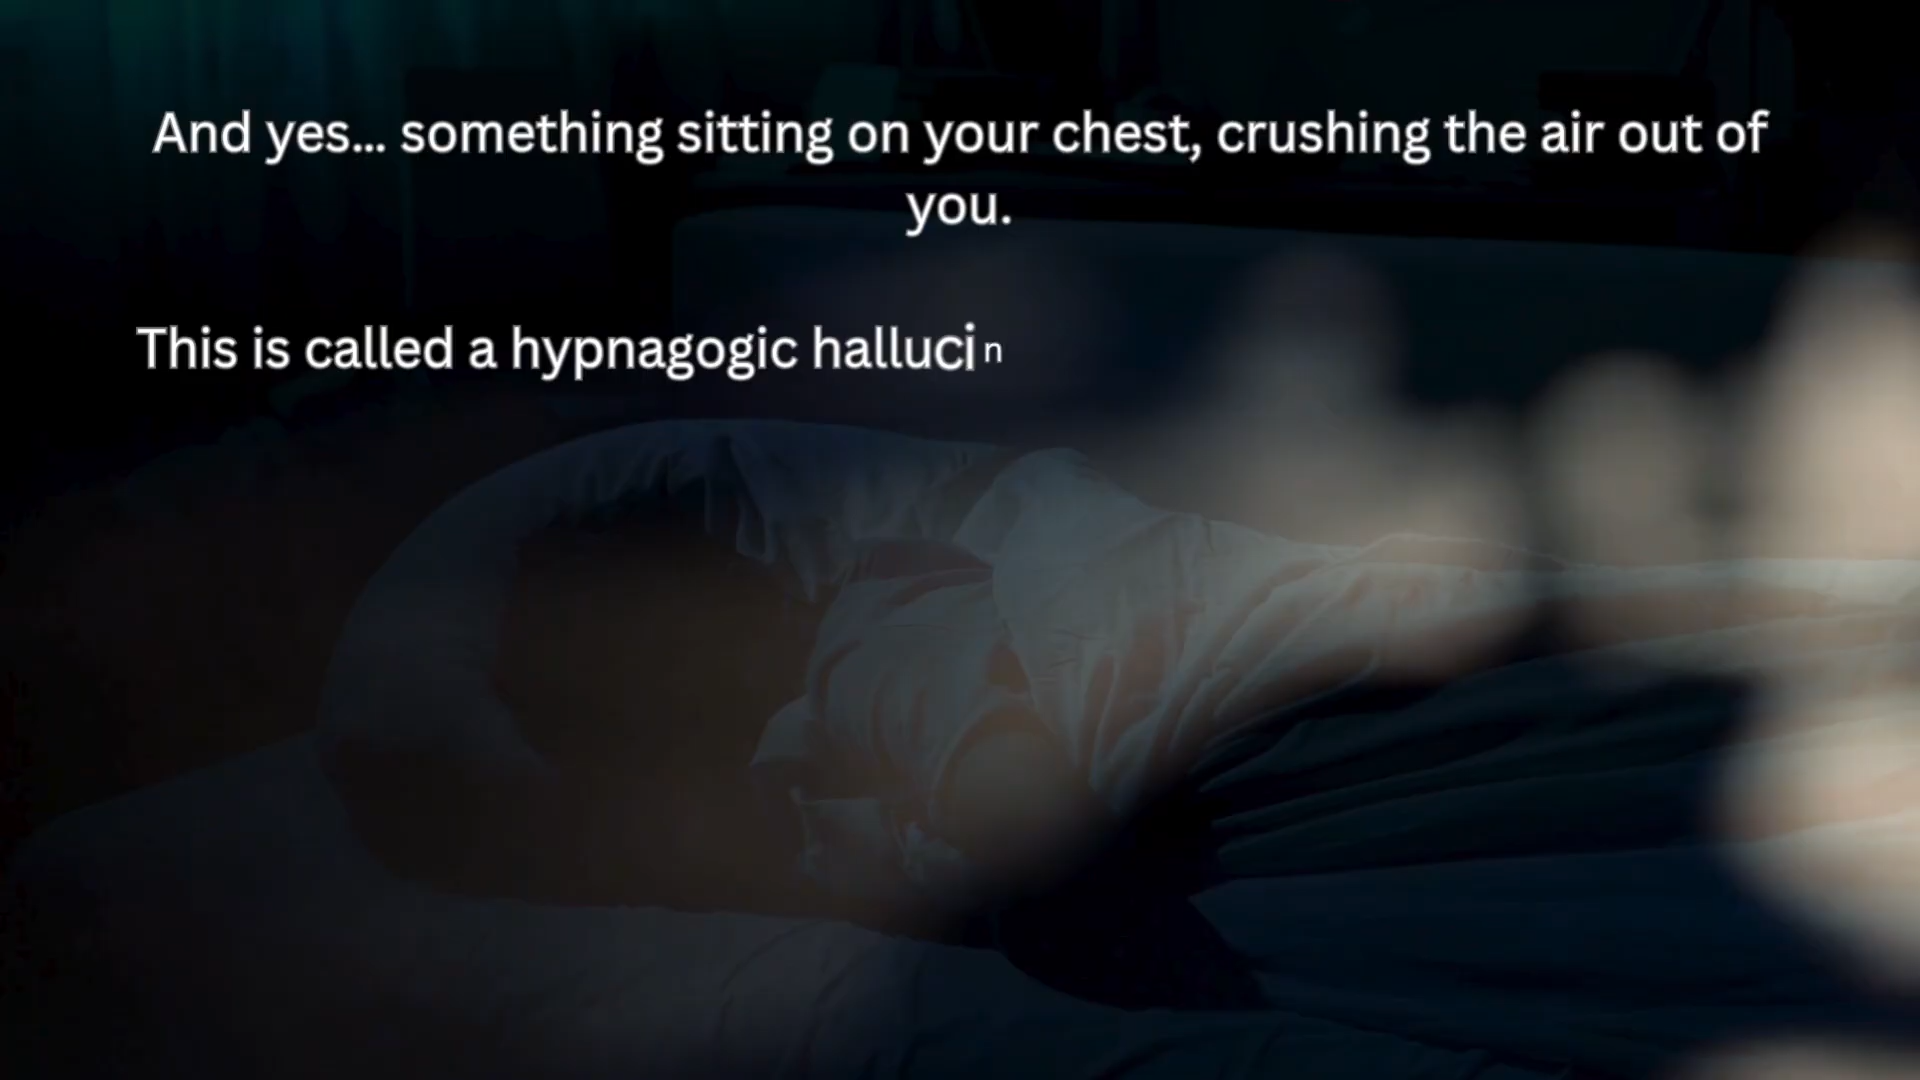 And yes... something sitting on your chest, crushing the air out of
you.
This is called a hypnagogic hallucin